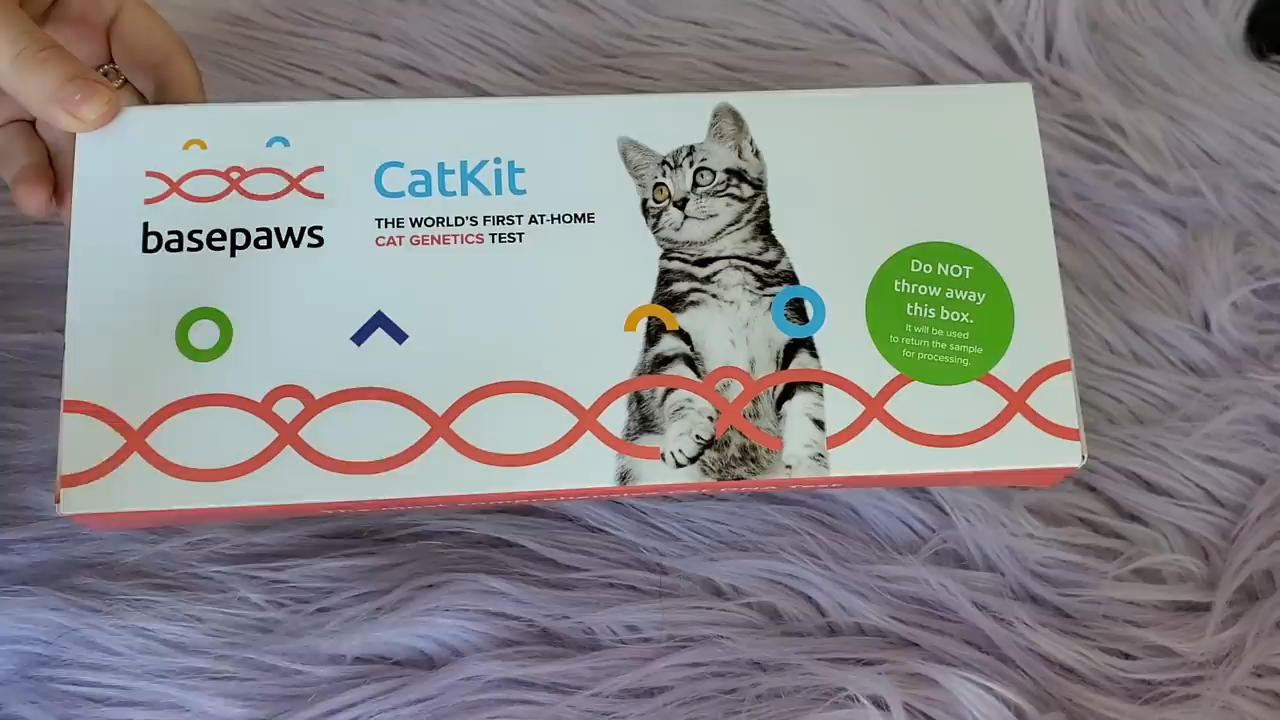 basepaws
CatKit
THE WORLD'S FIRST AT-HOME
CAT GENETICS TEST
Do NOT
throw away
this box.
It will be used
to return the sample
for processing.